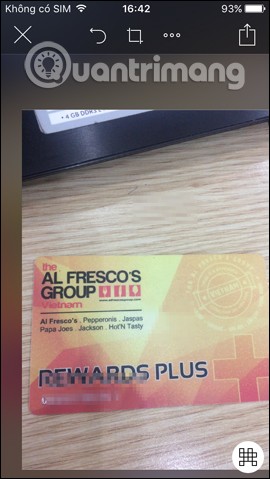 Không có SIM 16:42 93%
Quantrimang
4 GB DDR3
the
AL FRESCO'S
GROUP
Vietnam
Al Fresco's . Pepperonis . Jaspas
Papa Joes . Jackson . Hot'N Tasty
VIETNAM
REWARDS PLUS